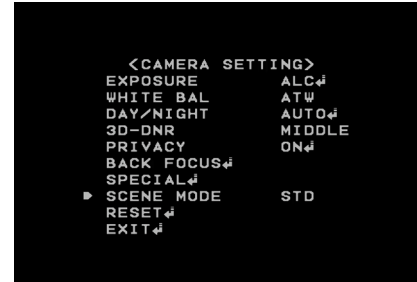 <CAMERA SETTING>
EXPOSURE ALC↲
WHITE BAL ATW
DAY/NIGHT AUTO↲
3D-DNR MIDDLE
PRIVACY ON↲
BACK FOCUS↲
SPECIAL↲
SCENE MODE STD
RESET↲
EXIT↲